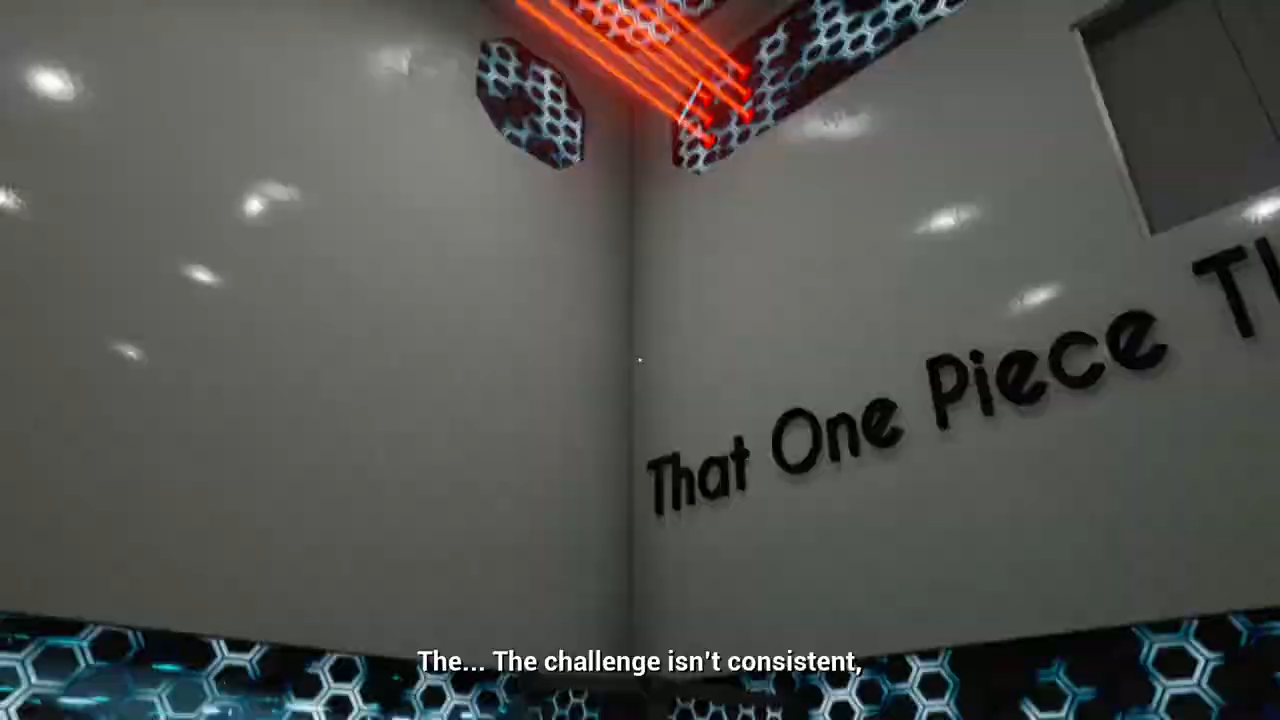 That One Piece
The... The challenge isn't consistent,